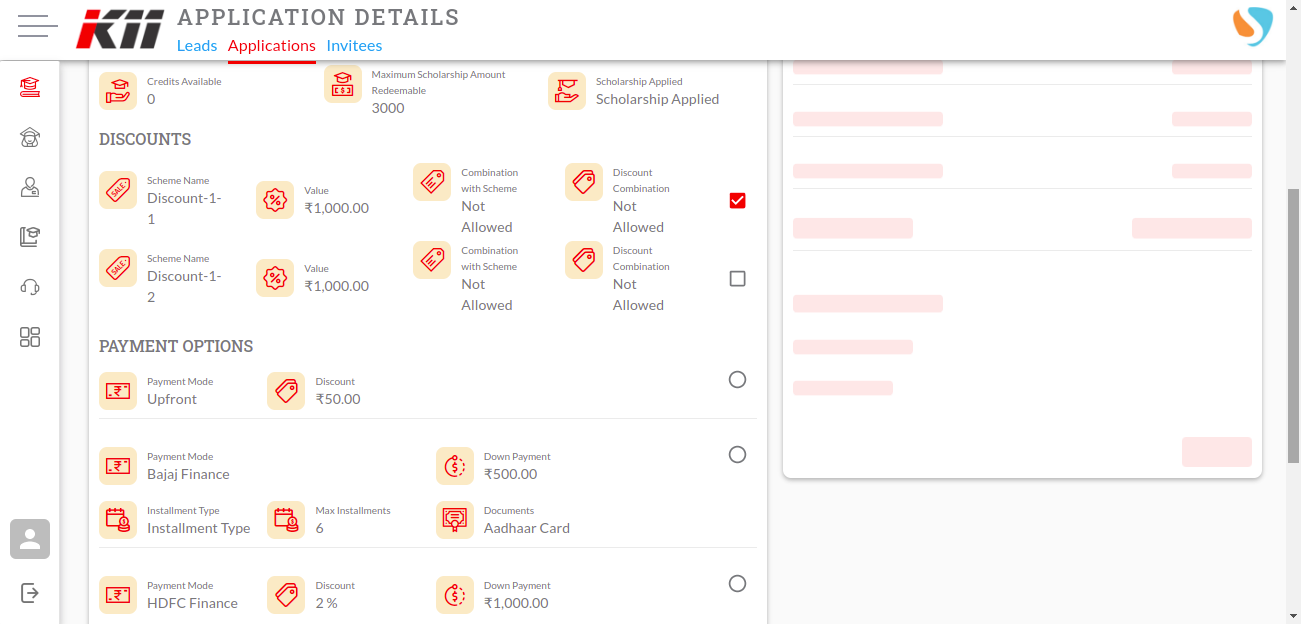 KII
APPLICATION DETAILS
Leads Applications Invitees
Credits Available
0
Maximum Scholarship Amount
Redeemable
3000
Scholarship Applied
Scholarship Applied
DISCOUNTS
Scheme Name
Discount-1-
1
Value
₹1,000.00
Combination
with Scheme
Not
Allowed
Discount
Combination
Not
Allowed
Scheme Name
Discount-1-
2
Value
₹1,000.00
Combination
with Scheme
Not
Allowed
Discount
Combination
Not
Allowed
PAYMENT OPTIONS
Payment Mode
Upfront
Discount
₹50.00
Payment Mode
Bajaj Finance
Down Payment
₹500.00
Installment Type
Installment Type
Max Installments
6
Documents
Aadhaar Card
Payment Mode
HDFC Finance
Discount
2 %
Down Payment
₹1,000.00